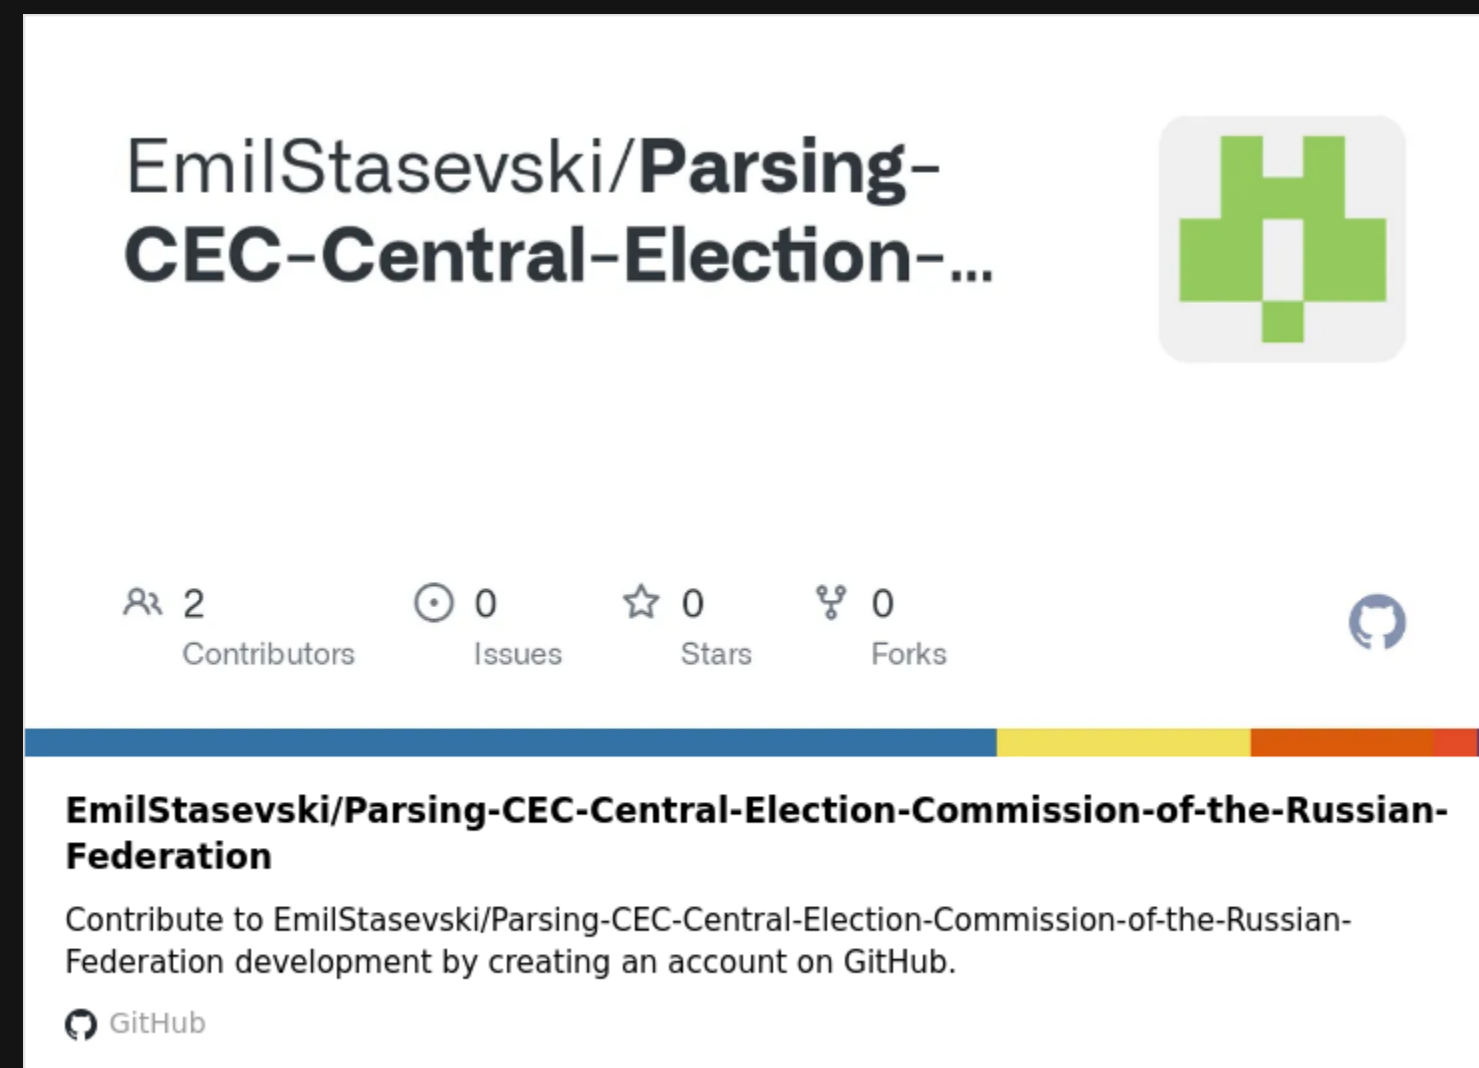 EmilStasevski/Parsing-
CEC-Central-Election-...
2
Contributors
0
Issues
0
Stars
0
Forks
EmilStasevski/Parsing-CEC-Central-Election-Commission-of-the-Russian-
Federation
Contribute to EmilStasevski/Parsing-CEC-Central-Election-Commission-of-the-Russian-
Federation development by creating an account on GitHub.
GitHub